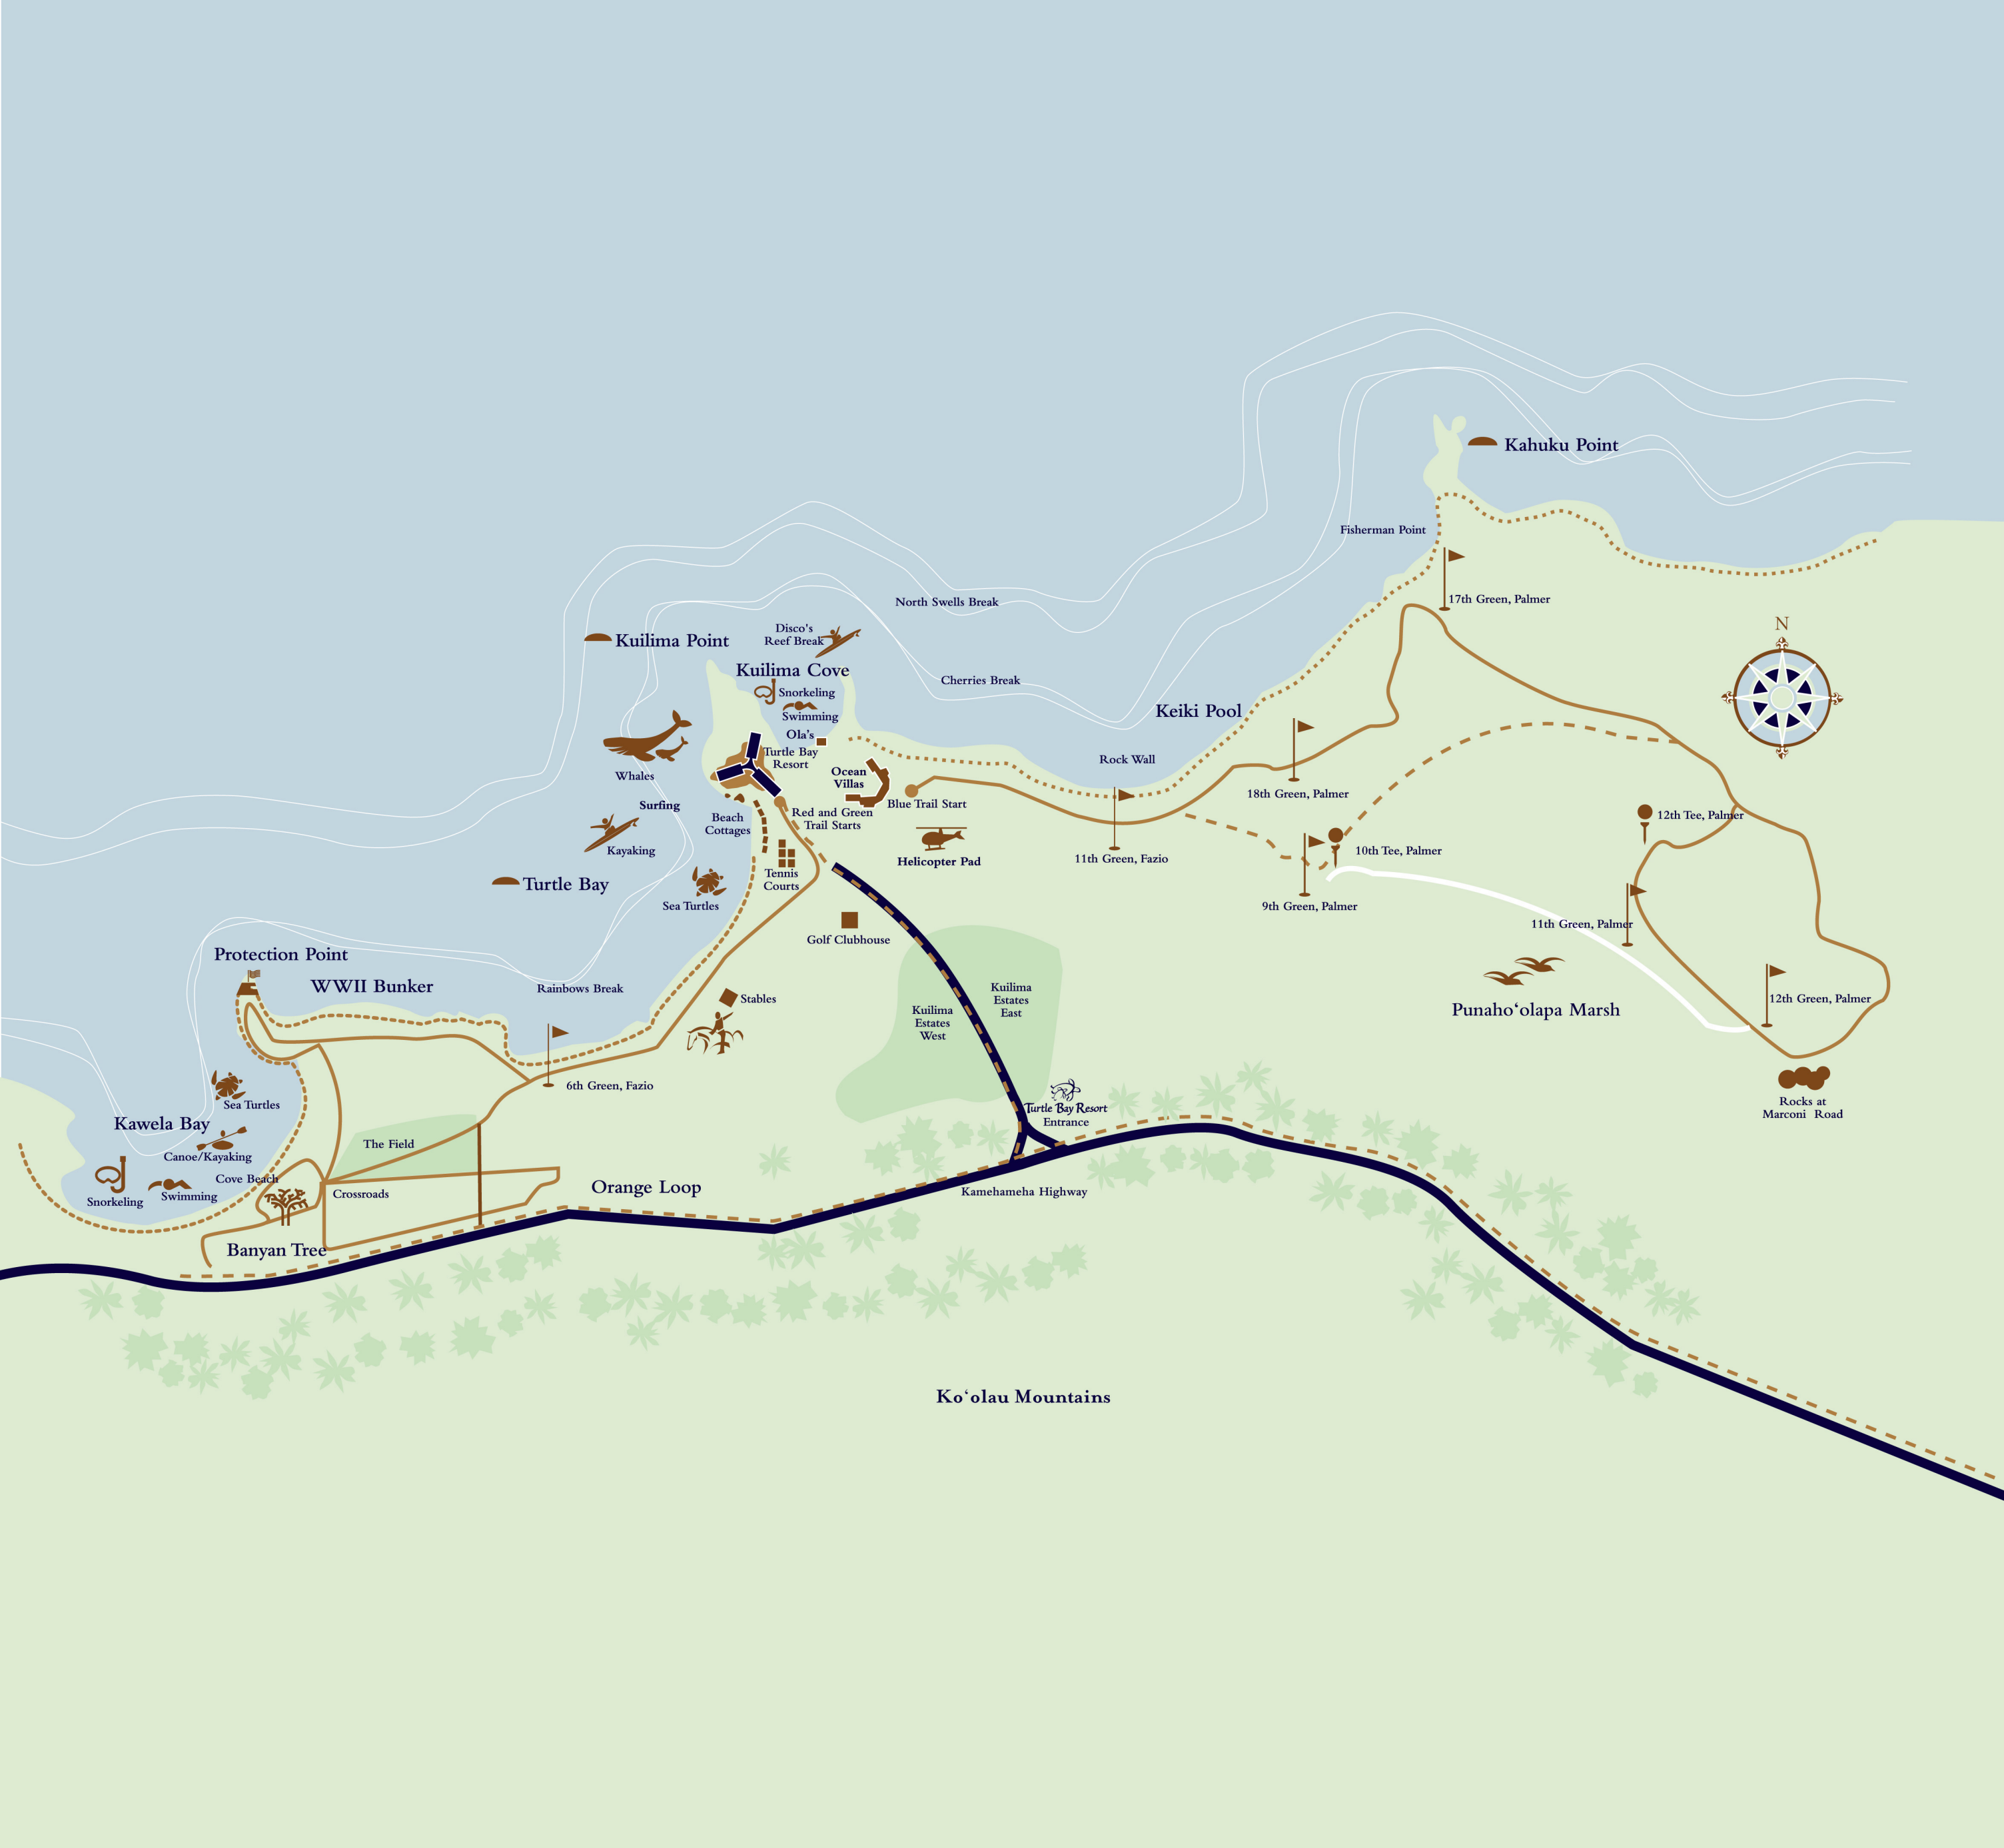 Kahuku Point
Fisherman Point
17th Green, Palmer
North Swells Break
N
Disco's
Reef Break
Kuilima Point
Kuilima Cove
Snorkeling
Swimming
Cherries Break
Keiki Pool
Ola's
Turtle Bay
Resort
Rock Wall
Whales
Ocean
Villas
18th Green, Palmer
Surfing
Blue Trail Start
Beach
Cottages
Red and Green
Trail Starts
12th Tee, Palmer
Kayaking
Helicopter Pad
11th Green, Fazio
10th Tee, Palmer
Tennis
Courts
Turtle Bay
Sea Turtles
9th Green, Palmer
11th Green, Palmer
Golf Clubhouse
Protection Point
WWII Bunker
Rainbows Break
Stables
Kuilima
Estates
East
Kuilima
Estates
West
12th Green, Palmer
Punahoʻolapa Marsh
6th Green, Fazio
Sea Turtles
Rocks at
Marconi Road
Turtle Bay Resort
Entrance
Kawela Bay
The Field
Canoe/Kayaking
Cove Beach
Snorkeling
Swimming
Crossroads
Orange Loop
Kamehameha Highway
Banyan Tree
Koʻolau Mountains